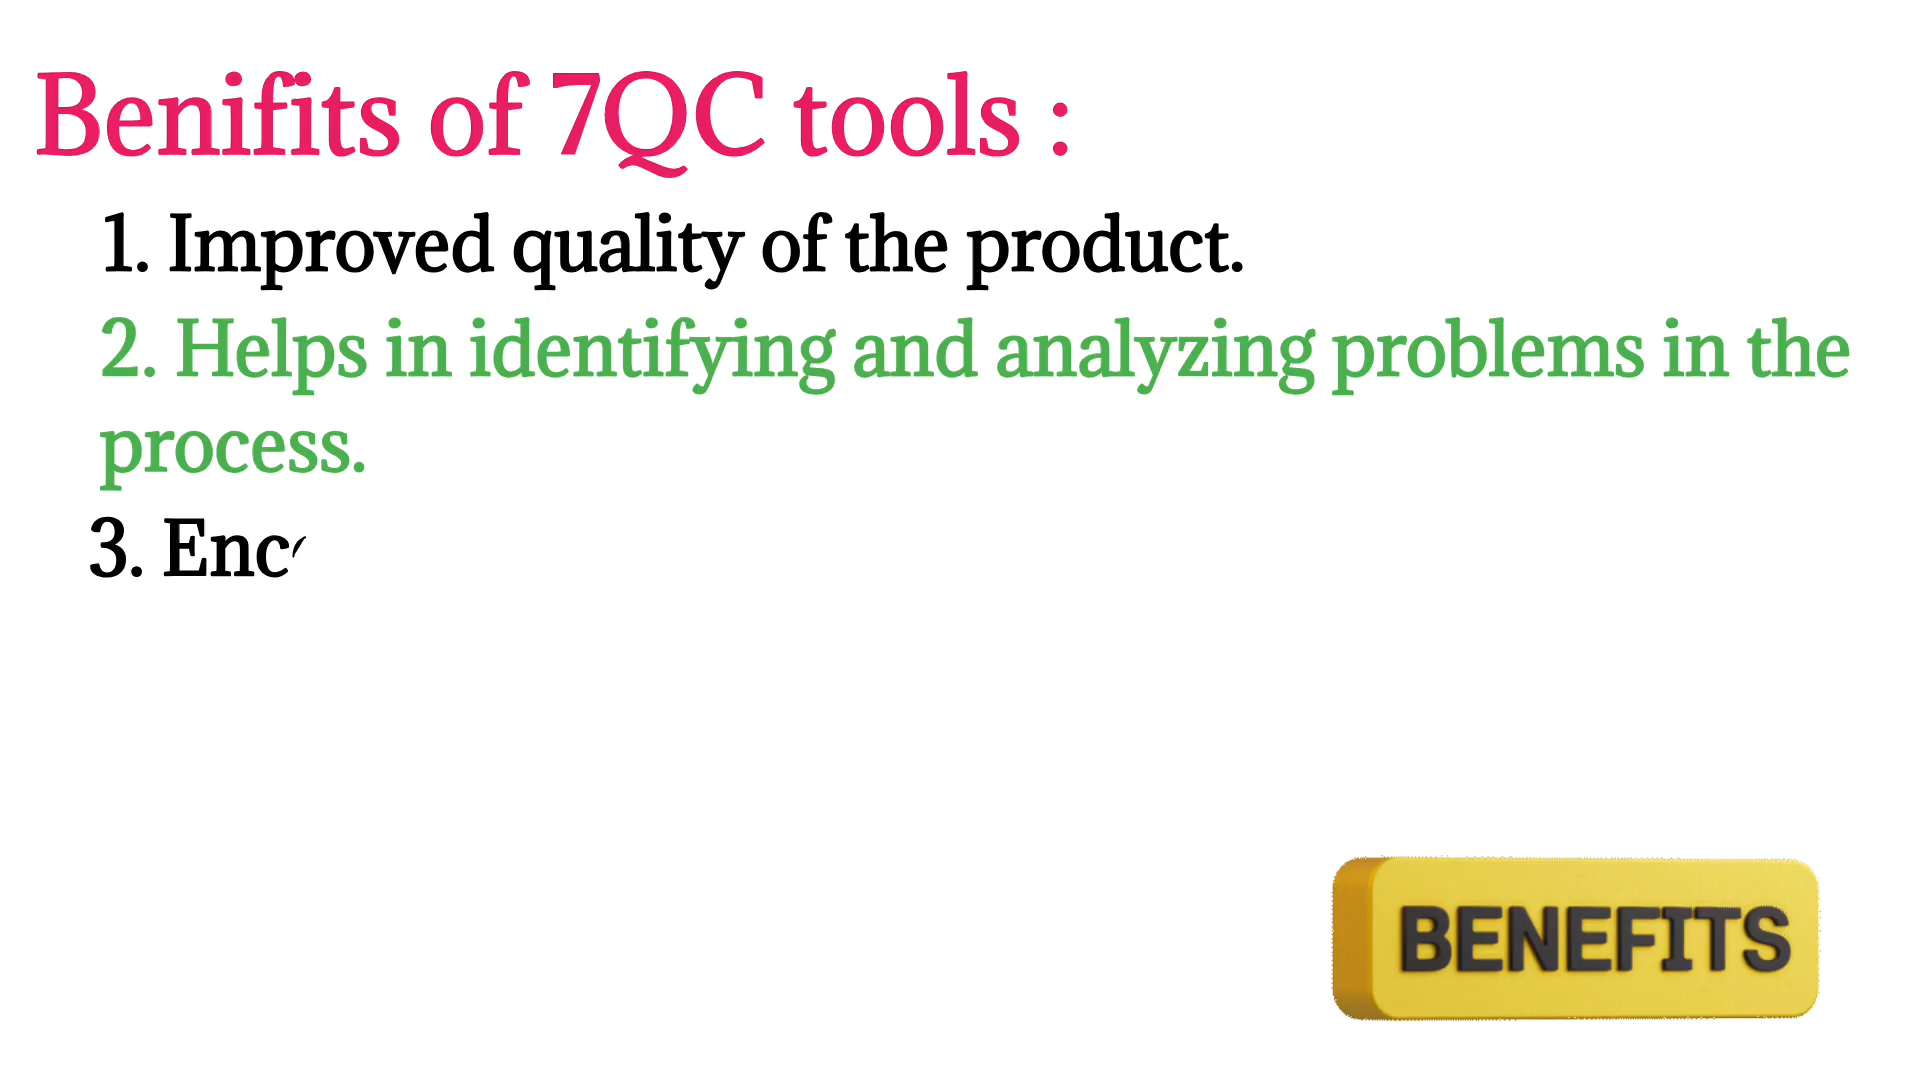 Benifits of 7QC tools :
1. Improved quality of the product.
2. Helps in identifying and analyzing problems in the
process.
3. Enc
BENEFITS